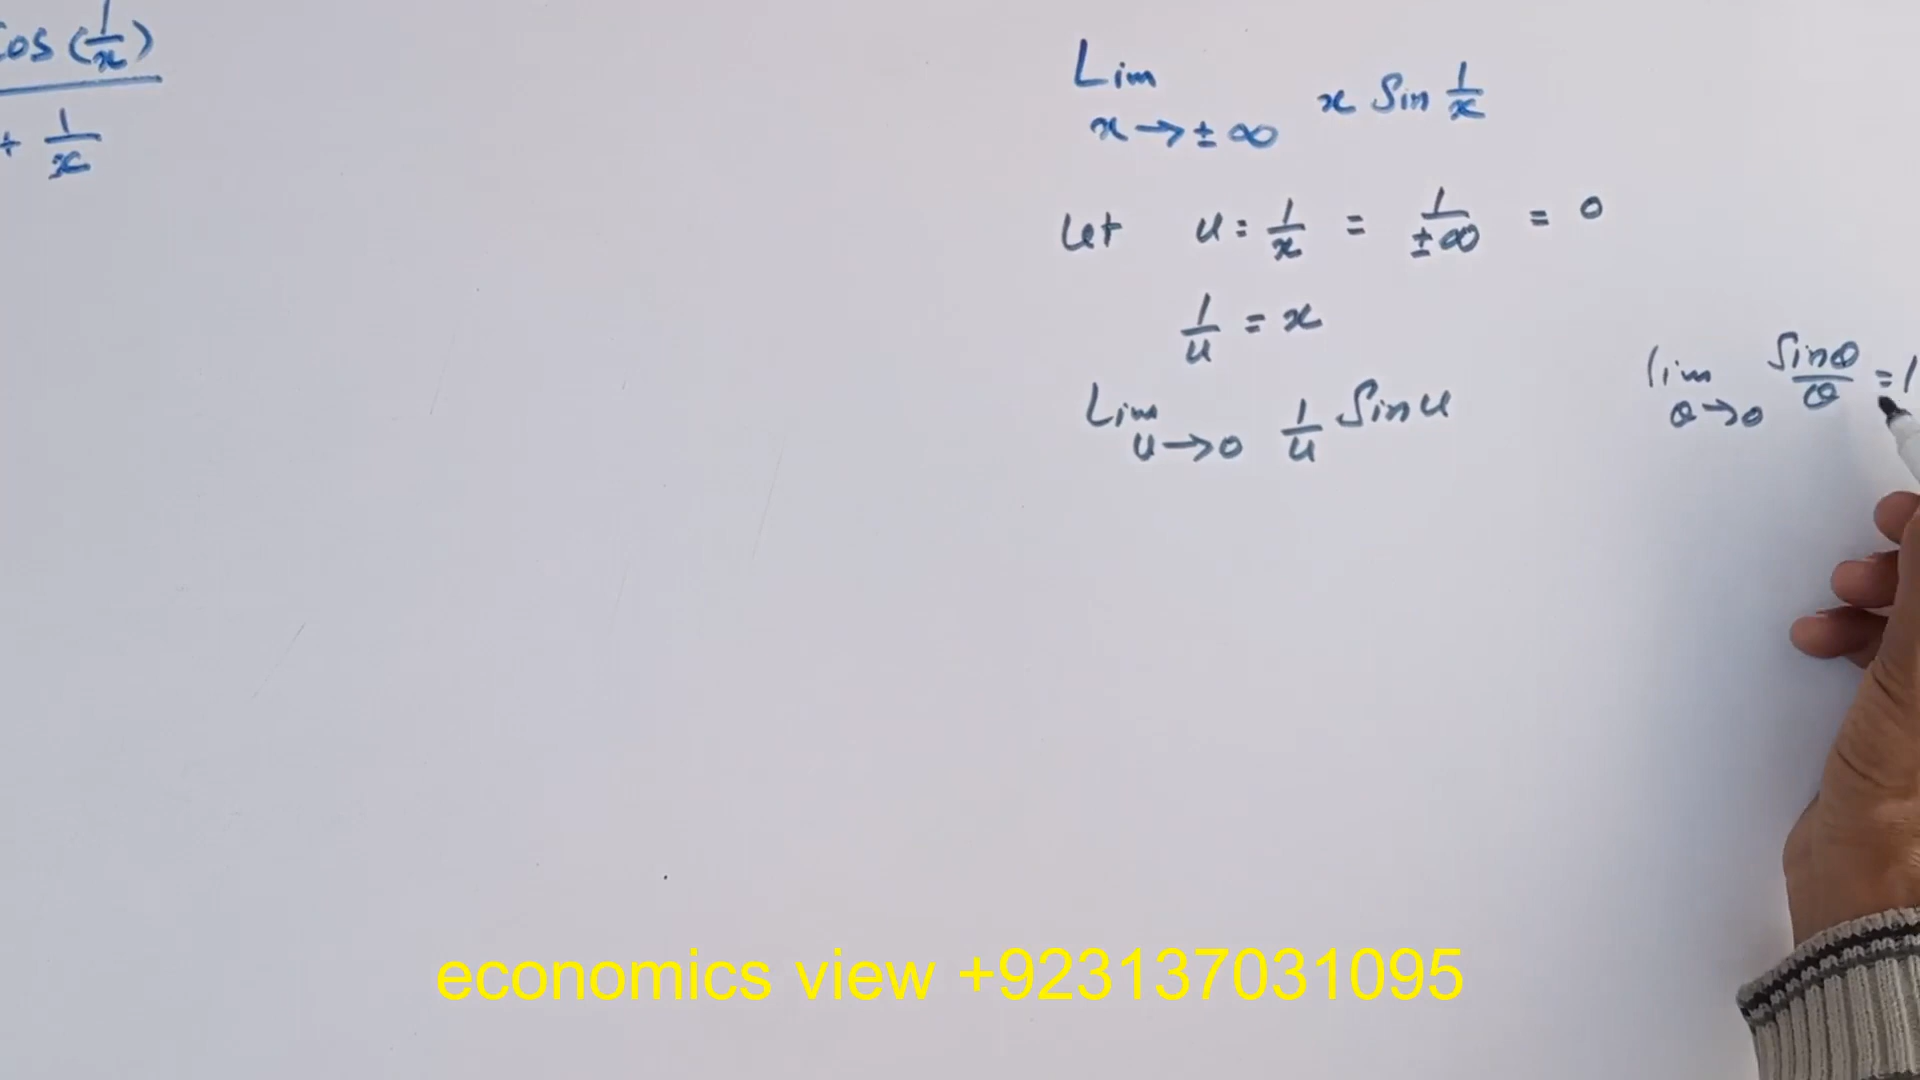 Cos (1/x)
+ 1/x
Lim x→±∞ x Sin 1/x
Let u = 1/x = 1/±∞ = 0
1/u = x
Lim u→0 1/u Sin u
lim θ→0 Sinθ/θ = 1
economics view +923137031095